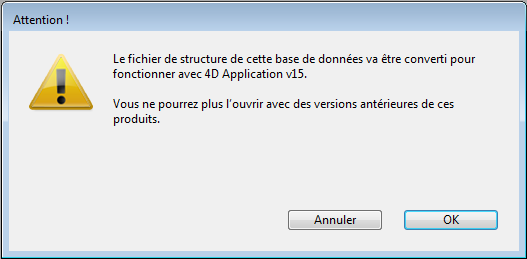 Attention !
Le fichier de structure de cette base de données va être converti pour
fonctionner avec 4D Application v15.
Vous ne pourrez plus l'ouvrir avec des versions antérieures de ces
produits.
Annuler
OK